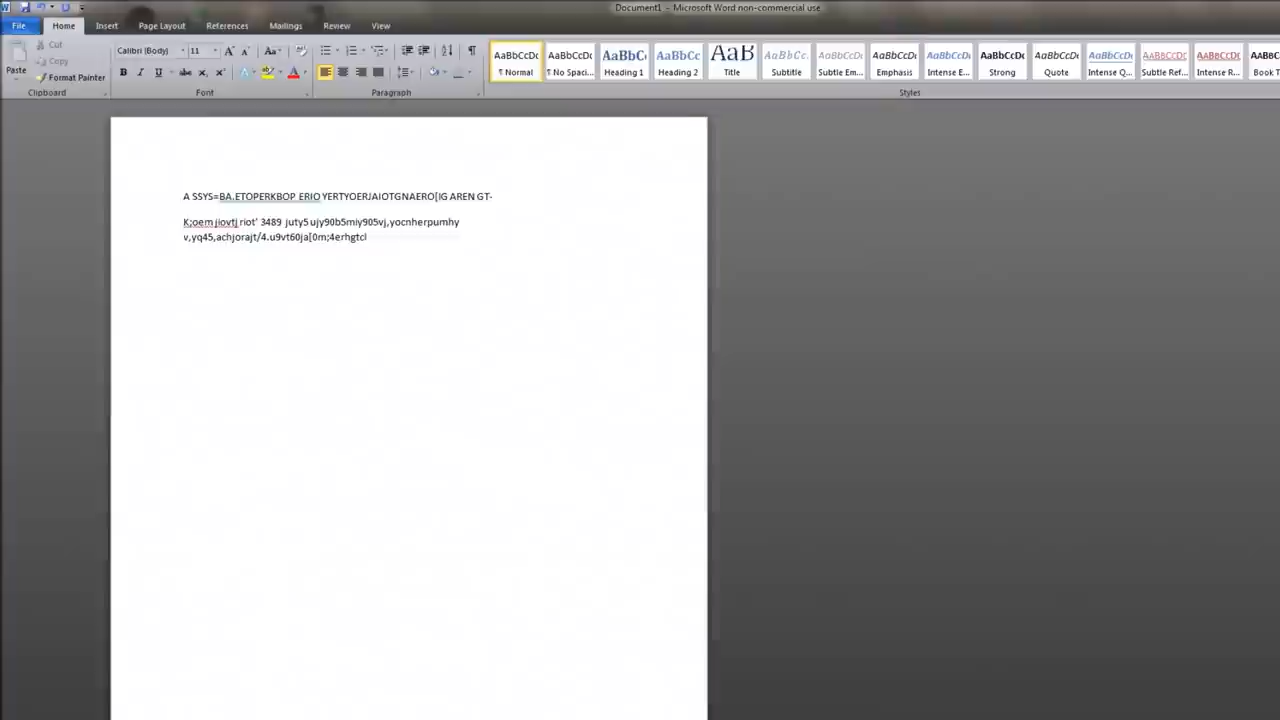 Document1 - Microsoft Word non-commercial use
File Home Insert Page Layout References Mailings Review View
Cut
Copy
Format Painter
Paste
Clipboard
Calibri (Body) 11
Font
Paragraph
AaBbCcDc AaBbCcDc AaBbC AaBbCc AaB AaBbCc. AaBbCcDc AaBbCcDc AaBbCcDc AaBbCcDc AaBbCcDc AaBbCcDc AaBbCcDc AaBbCcDc
¶ Normal ¶ No Spaci... Heading 1 Heading 2 Title Subtitle Subtle Em... Emphasis Intense E... Strong Quote Intense Q... Subtle Ref... Intense R... Book T
Styles
A SSYS=BA.ETOPERKBOP ERIO YERTYOERJAIOTGNAERO[IG AREN GT-
K;oem jiovtj riot' 3489 juty5 ujy90b5miy905vj,yocnherpumhy
v,yq45,achjorajt/4.u9vt60ja[0m;4erhgtcl